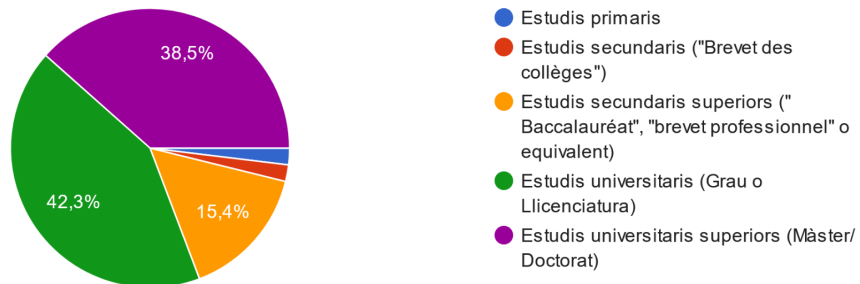 38,5%
42,3%
15,4%
Estudis primaris
Estudis secundaris ("Brevet des
collèges")
Estudis secundaris superiors ("
Baccalauréat", "brevet professionnel" o
equivalent)
Estudis universitaris (Grau o
Llicenciatura)
Estudis universitaris superiors (Màster/
Doctorat)